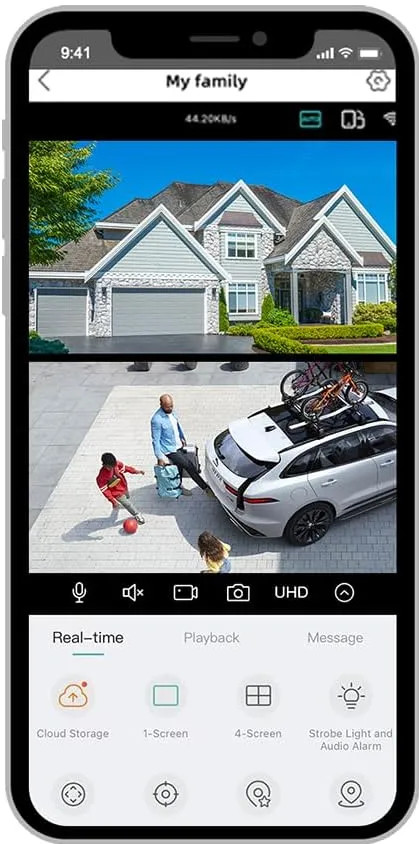 9:41
My family
44.20KB/s
AUTO
UHD
Real-time Playback Message
Cloud Storage 1-Screen 4-Screen Strobe Light and
Audio Alarm